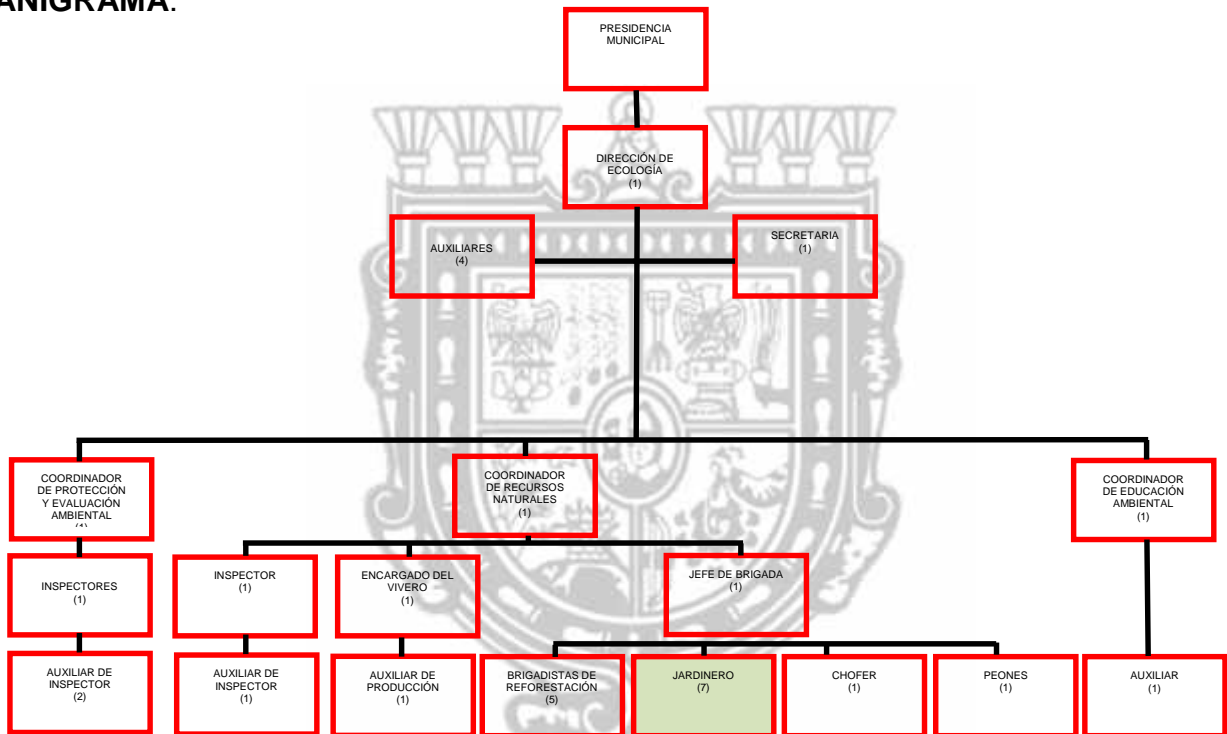 ANIGRAMA.
PRESIDENCIA
MUNICIPAL
DIRECCIÓN DE
ECOLOGÍA
(1)
AUXILIARES
(4)
SECRETARIA
(1)
COORDINADOR
DE PROTECCIÓN
Y EVALUACIÓN
AMBIENTAL
(1)
COORDINADOR
DE RECURSOS
NATURALES
(1)
COORDINADOR
DE EDUCACIÓN
AMBIENTAL
(1)
INSPECTORES
(1)
INSPECTOR
(1)
ENCARGADO DEL
VIVERO
(1)
JEFE DE BRIGADA
(1)
AUXILIAR DE
INSPECTOR
(2)
AUXILIAR DE
INSPECTOR
(1)
AUXILIAR DE
PRODUCCIÓN
(1)
BRIGADISTAS DE
REFORESTACIÓN
(5)
JARDINERO
(7)
CHOFER
(1)
PEONES
(1)
AUXILIAR
(1)